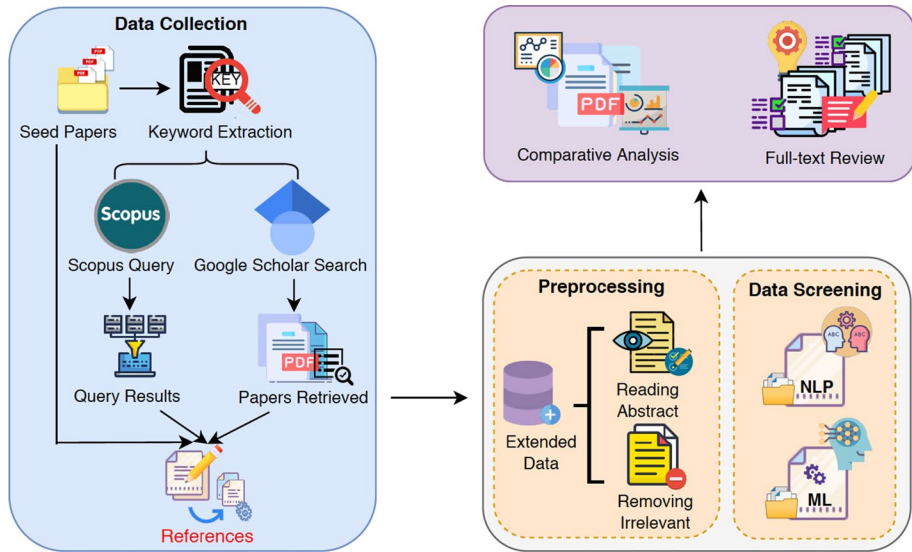 Data Collection
PDF
PDF
PDF
KEY
Seed Papers
Keyword Extraction
Scopus
Scopus Query
Google Scholar Search
PDF
Query Results
Papers Retrieved
References
PDF
Comparative Analysis
Full-text Review
Preprocessing
Extended
Data
Reading
Abstract
Removing
Irrelevant
Data Screening
ABC
ABC
NLP
ML